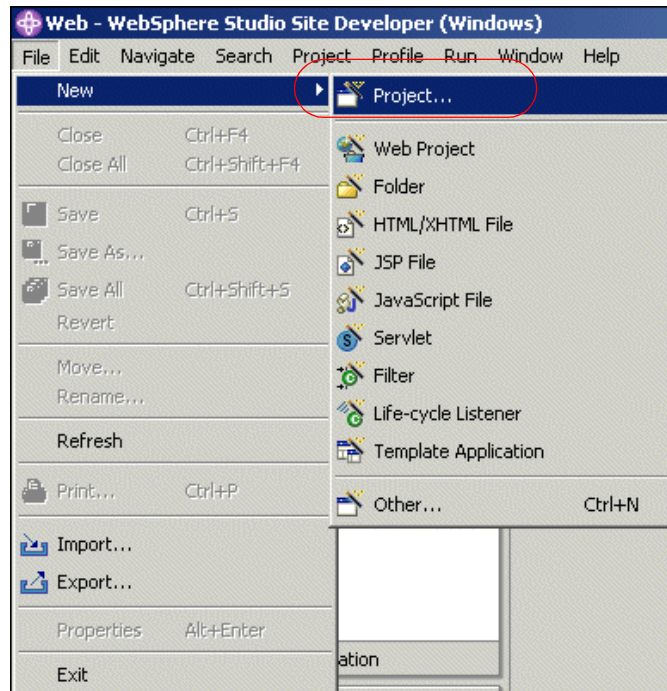 Web - WebSphere Studio Site Developer (Windows)
File Edit Navigate Search Project Profile Run Window Help
New
Close Ctrl+F4
Close All Ctrl+Shift+F4
Save Ctrl+S
Save As...
Save All Ctrl+Shift+S
Revert
Move...
Rename...
Refresh
Print... Ctrl+P
Import...
Export...
Properties Alt+Enter
Exit
Project...
Web Project
Folder
HTML/XHTML File
JSP File
JavaScript File
Servlet
Filter
Life-cycle Listener
Template Application
Other... Ctrl+N
ation